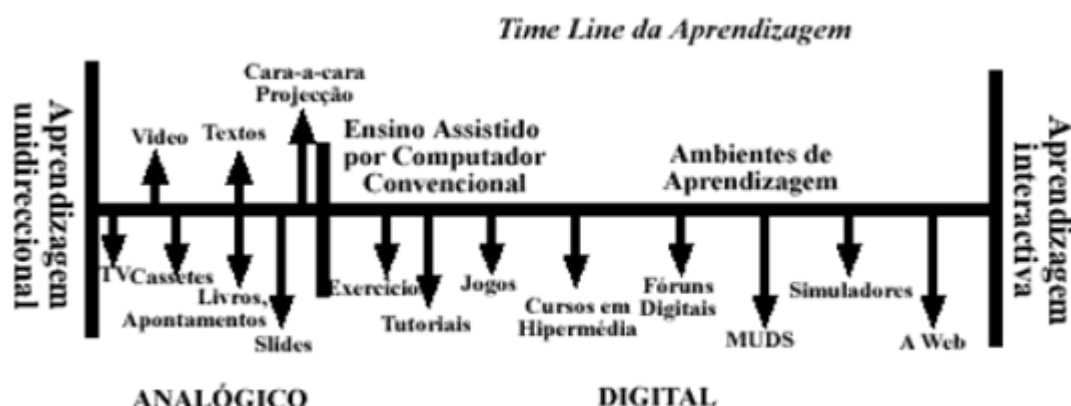 Time Line da Aprendizagem
Aprendizagem
unidireccional
Cara-a-cara
Projecção
Video
Textos
Ensino Assistido
por Computador
Convencional
Ambientes de
Aprendizagem
Aprendizagem
interactiva
TV
Cassetes
Livros,
Apontamentos
Slides
Exercício
Tutoriais
Jogos
Cursos em
Hipermédia
Fóruns
Digitais
MUDS
Simuladores
A Web
ANALÓGICO
DIGITAL